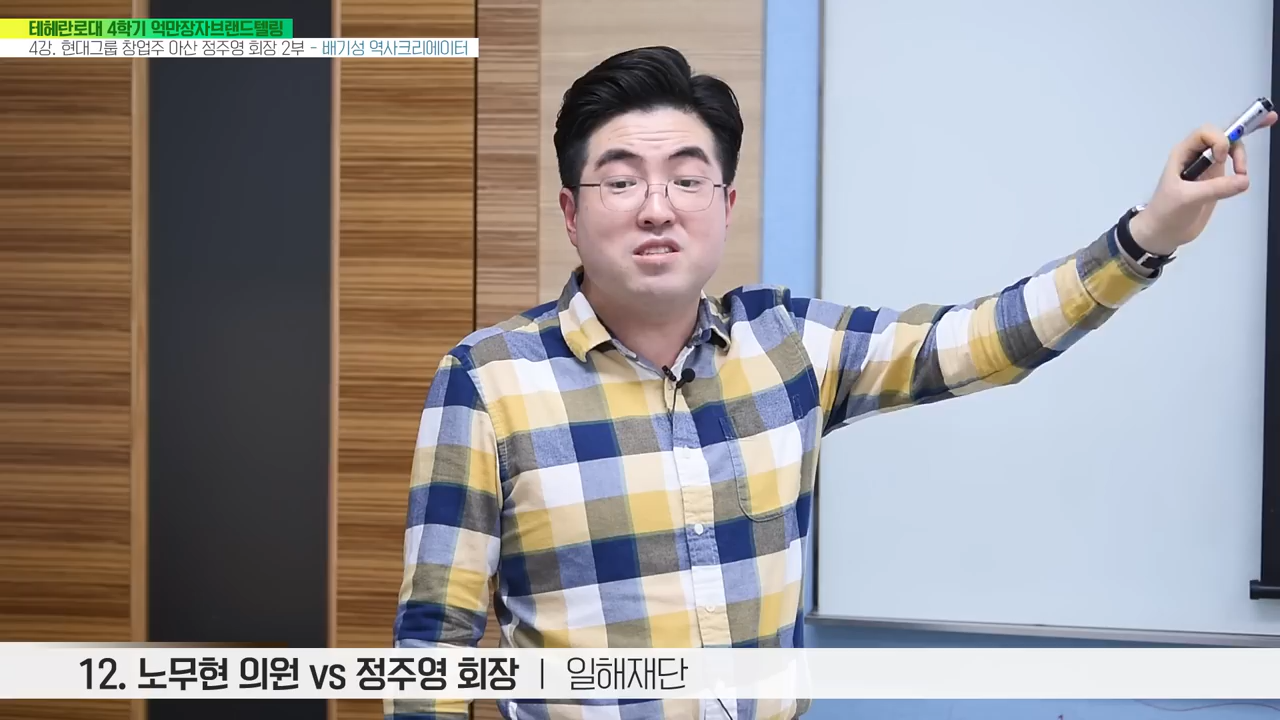 테헤란로대 4학기 억만장자브랜드텔링
4강. 현대그룹 창업주 아산 정주영 회장 2부 - 배기성 역사크리에이터
12. 노무현 의원 vs 정주영 회장 | 일해재단